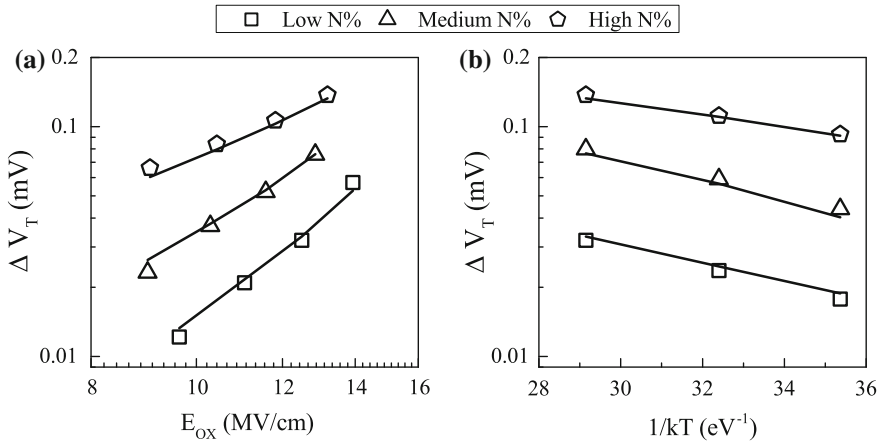 Low N% Medium N% High N%
(a) (b)
0.2 0.2
0.1 0.1
Δ V_T (mV) Δ V_T (mV)
0.01 0.01
8 10 12 14 16 28 30 32 34 36
E_OX (MV/cm) 1/kT (eV⁻¹)